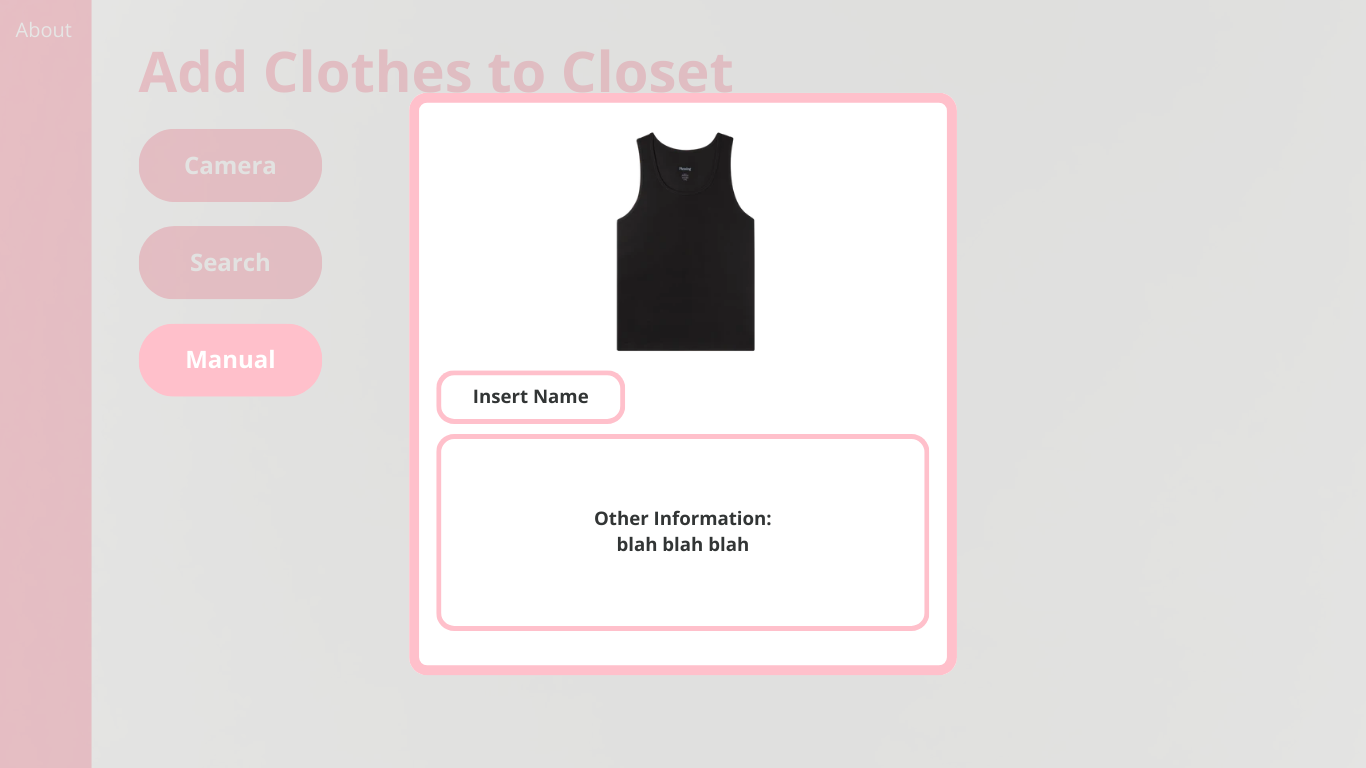 About
Add Clothes to Closet
Camera
Search
Manual
Insert Name
Other Information:
blah blah blah